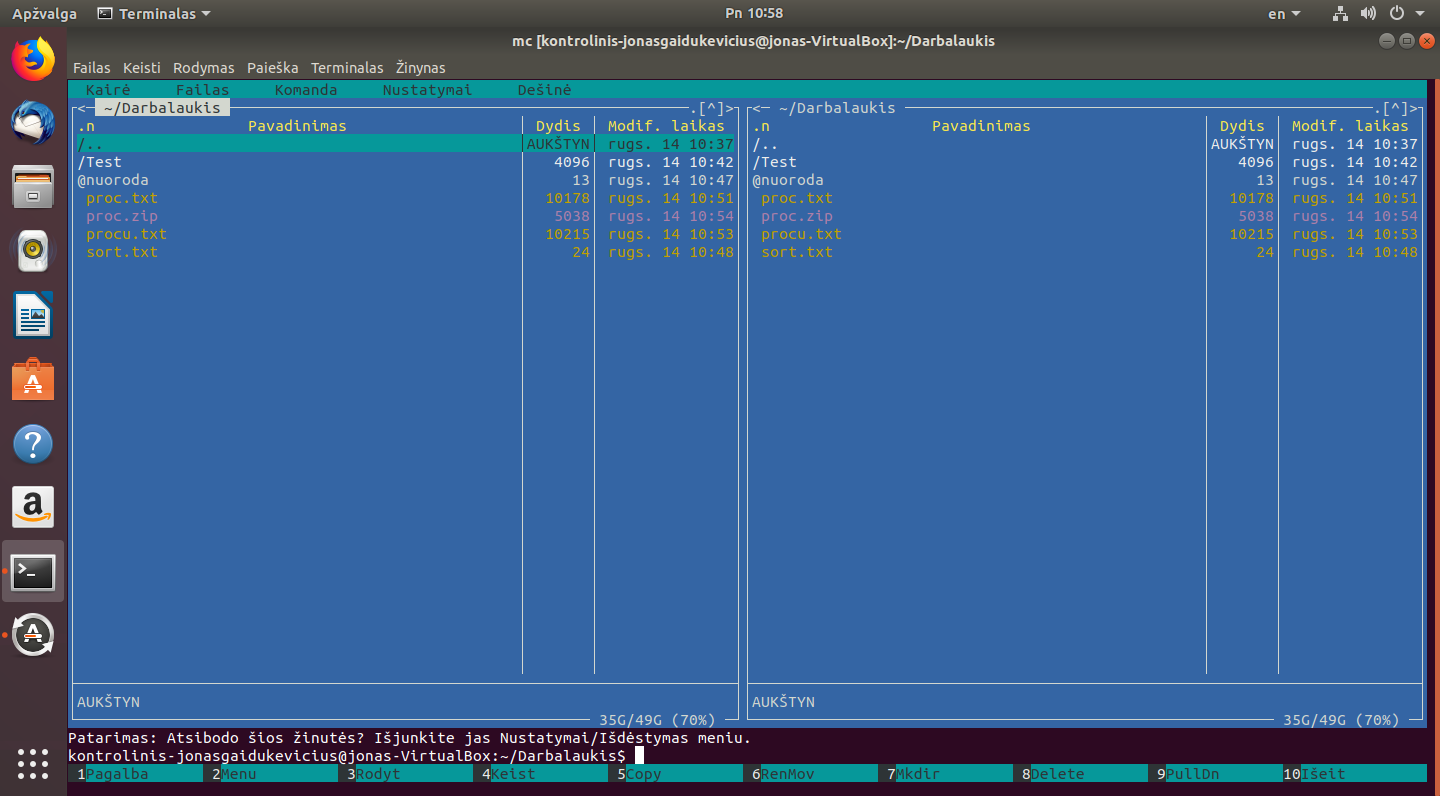 Apžvalga Terminalas Pn 10:58 en
mc [kontrolinis-jonasgaidukevicius@jonas-VirtualBox]:~/Darbalaukis
Failas Keisti Rodymas Paieška Terminalas Žinynas
Kairė Failas Komanda Nustatymai Dešinė
<─ ~/Darbalaukis .[^]> <─ ~/Darbalaukis .[^]>
.n Pavadinimas Dydis Modif. laikas .n Pavadinimas Dydis Modif. laikas
/.. AUKŠTYN rugs. 14 10:37 /.. AUKŠTYN rugs. 14 10:37
/Test 4096 rugs. 14 10:42 /Test 4096 rugs. 14 10:42
@nuoroda 13 rugs. 14 10:47 @nuoroda 13 rugs. 14 10:47
proc.txt 10178 rugs. 14 10:51 proc.txt 10178 rugs. 14 10:51
proc.zip 5038 rugs. 14 10:54 proc.zip 5038 rugs. 14 10:54
procu.txt 10215 rugs. 14 10:53 procu.txt 10215 rugs. 14 10:53
sort.txt 24 rugs. 14 10:48 sort.txt 24 rugs. 14 10:48
AUKŠTYN AUKŠTYN
35G/49G (70%) 35G/49G (70%)
Patarimas: Atsibodo šios žinutės? Išjunkite jas Nustatymai/Išdėstymas meniu.
kontrolinis-jonasgaidukevicius@jonas-VirtualBox:~/Darbalaukis$
1Pagalba 2Menu 3Rodyt 4Keist 5Copy 6RenMov 7Mkdir 8Delete 9PullDn 10Išeit